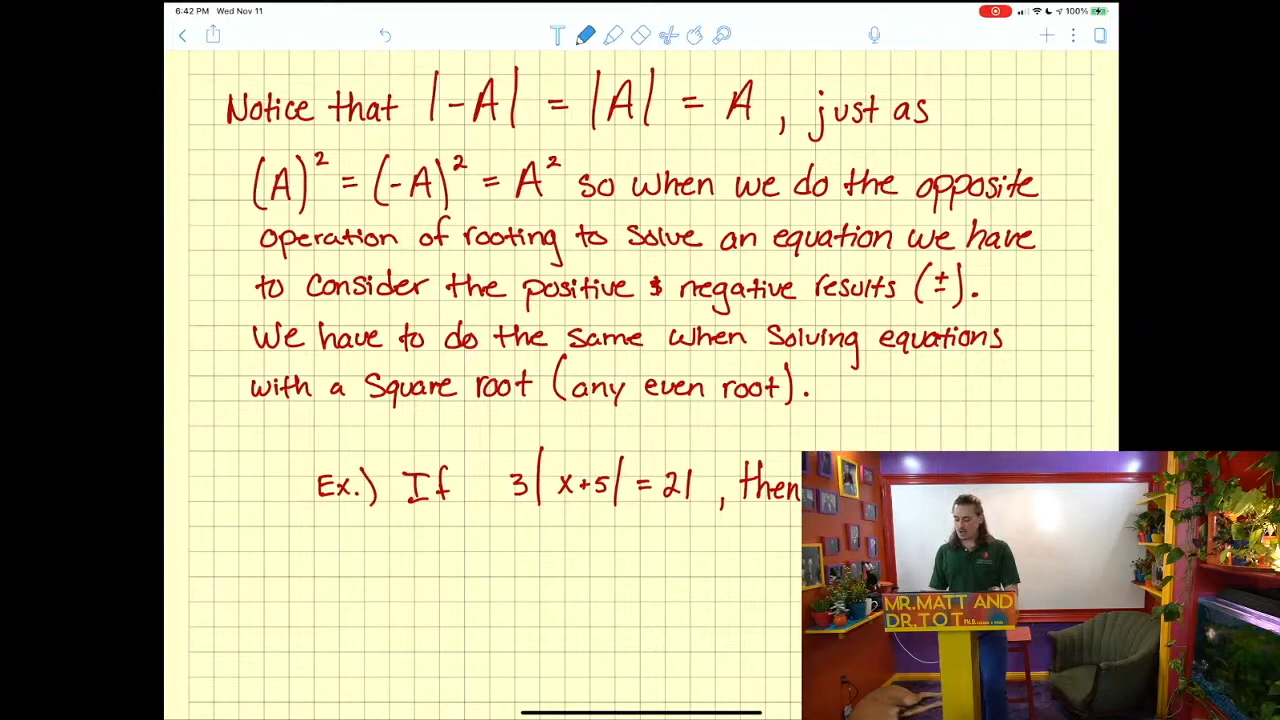 6:42 PM Wed Nov 11
100%
Notice that |-A| = |A| = A, just as
(A)² = (-A)² = A² so when we do the opposite
operation of rooting to solve an equation we have
to consider the positive & negative results (±).
We have to do the same when solving equations
with a square root (any even root).
Ex.) If 3|x+5| = 21, then
MR.MATT AND
DR.TOT